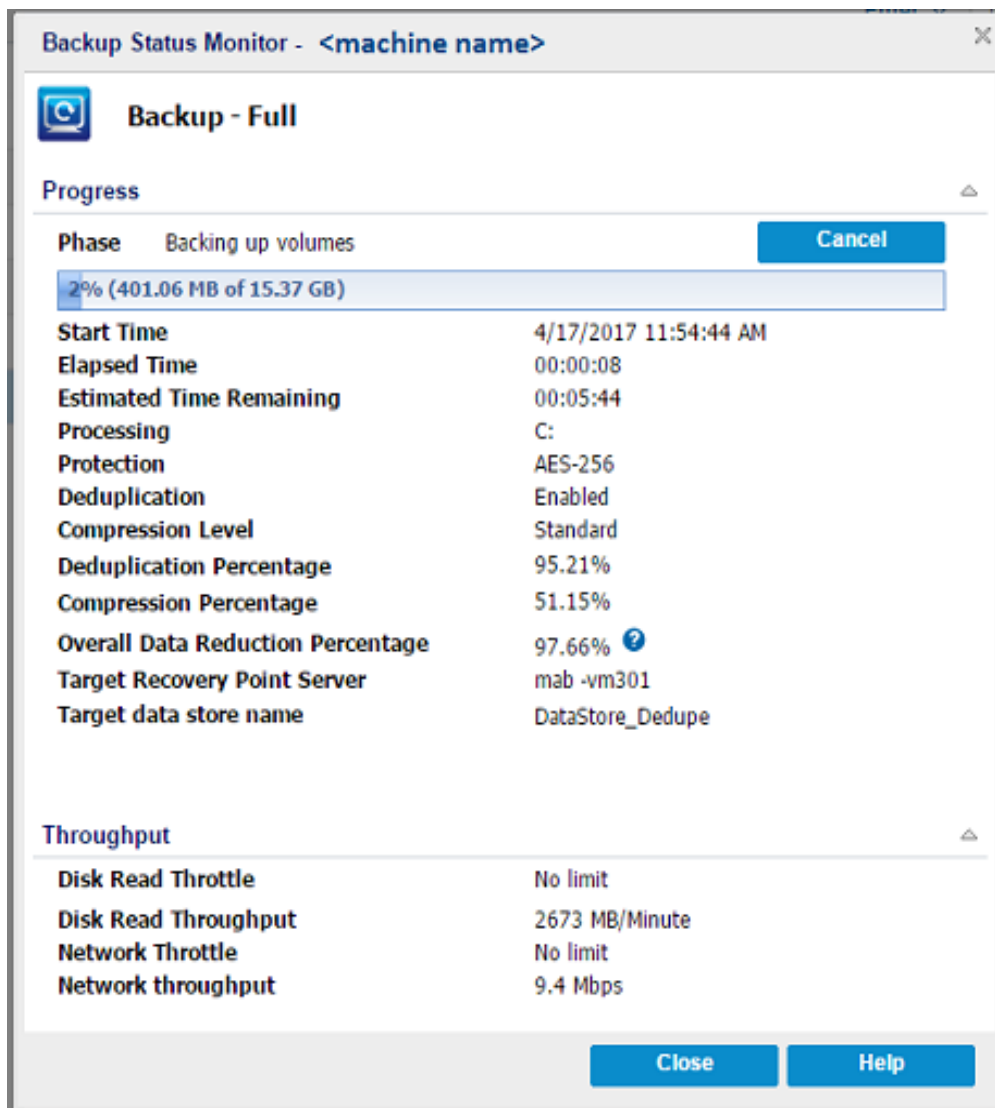 Backup Status Monitor - <machine name>
Backup - Full
Progress
Phase Backing up volumes Cancel
2% (401.06 MB of 15.37 GB)
Start Time 4/17/2017 11:54:44 AM
Elapsed Time 00:00:08
Estimated Time Remaining 00:05:44
Processing C:
Protection AES-256
Deduplication Enabled
Compression Level Standard
Deduplication Percentage 95.21%
Compression Percentage 51.15%
Overall Data Reduction Percentage 97.66% ?
Target Recovery Point Server mab -vm301
Target data store name DataStore_Dedupe
Throughput
Disk Read Throttle No limit
Disk Read Throughput 2673 MB/Minute
Network Throttle No limit
Network throughput 9.4 Mbps
Close Help